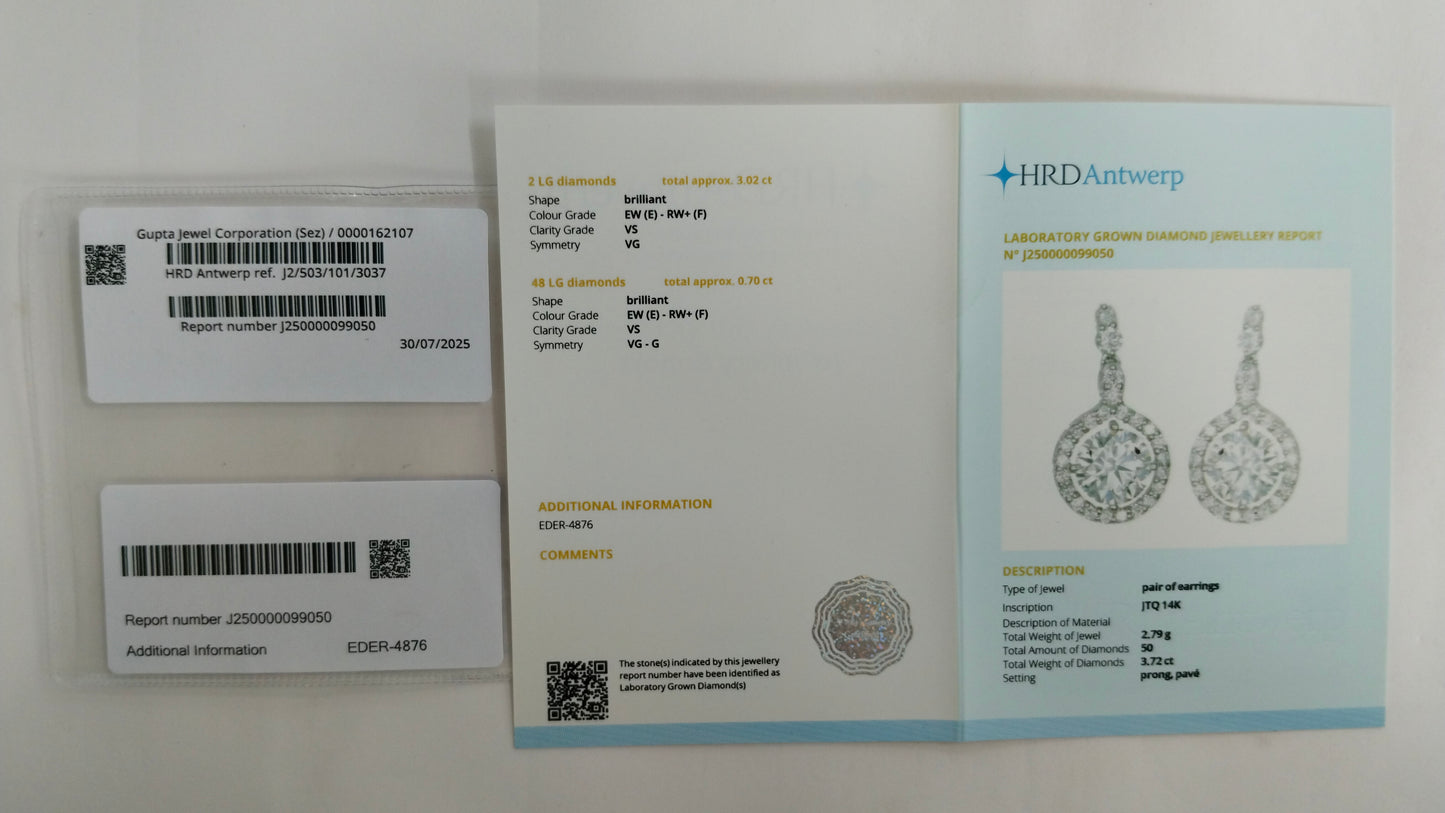 Gupta Jewel Corporation (Sez) / 0000162107
HRD Antwerp ref. J2/503/101/3037
Report number J250000099050
30/07/2025
Report number J250000099050
Additional Information EDER-4876
2 LG diamonds total approx. 3.02 ct
Shape brilliant
Colour Grade EW (E) - RW+ (F)
Clarity Grade VS
Symmetry VG
48 LG diamonds total approx. 0.70 ct
Shape brilliant
Colour Grade EW (E) - RW+ (F)
Clarity Grade VS
Symmetry VG - G
ADDITIONAL INFORMATION
EDER-4876
COMMENTS
The stone(s) indicated by this jewellery
report number have been identified as
Laboratory Grown Diamond(s)
HRD Antwerp
LABORATORY GROWN DIAMOND JEWELLERY REPORT
N° J250000099050
DESCRIPTION
Type of Jewel pair of earrings
Inscription JTQ 14K
Description of Material
Total Weight of Jewel 2.79 g
Total Amount of Diamonds 50
Total Weight of Diamonds 3.72 ct
Setting prong, pavé